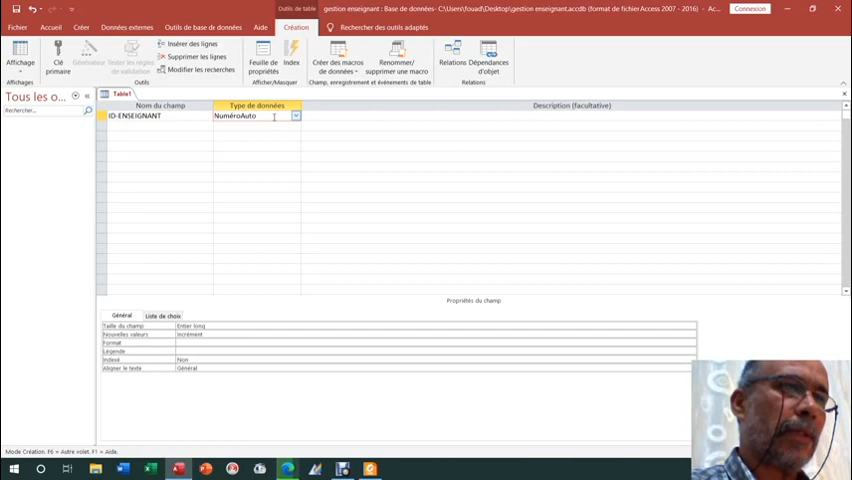 Outils de table
gestion enseignant : Base de données- C:\Users\fouad\Desktop\gestion enseignant.accdb (format de fichier Access 2007 - 2016)
Ac...
Connexion
Fichier
Accueil
Créer
Données externes
Outils de base de données
Aide
Création
Rechercher des outils adaptés
Affichage
Clé primaire
Générateur
Tester les règles de validation
Insérer des lignes
Supprimer les lignes
Modifier les recherches
Feuille de propriétés
Index
Créer des macros de données
Renommer/ supprimer une macro
Relations
Dépendances d'objet
Affichages
Outils
Afficher/Masquer
Champ, enregistrement et événements de table
Relations
Tous les o...
Rechercher...
Table1
Nom du champ
Type de données
Description (facultative)
ID-ENSEIGNANT
NuméroAuto
Propriétés du champ
Général
Liste de choix
Taille du champ
Entier long
Nouvelles valeurs
Incrément
Format
Légende
Indexé
Non
Aligner le texte
Général
Mode Création. F6 = Autre volet. F1 = Aide.